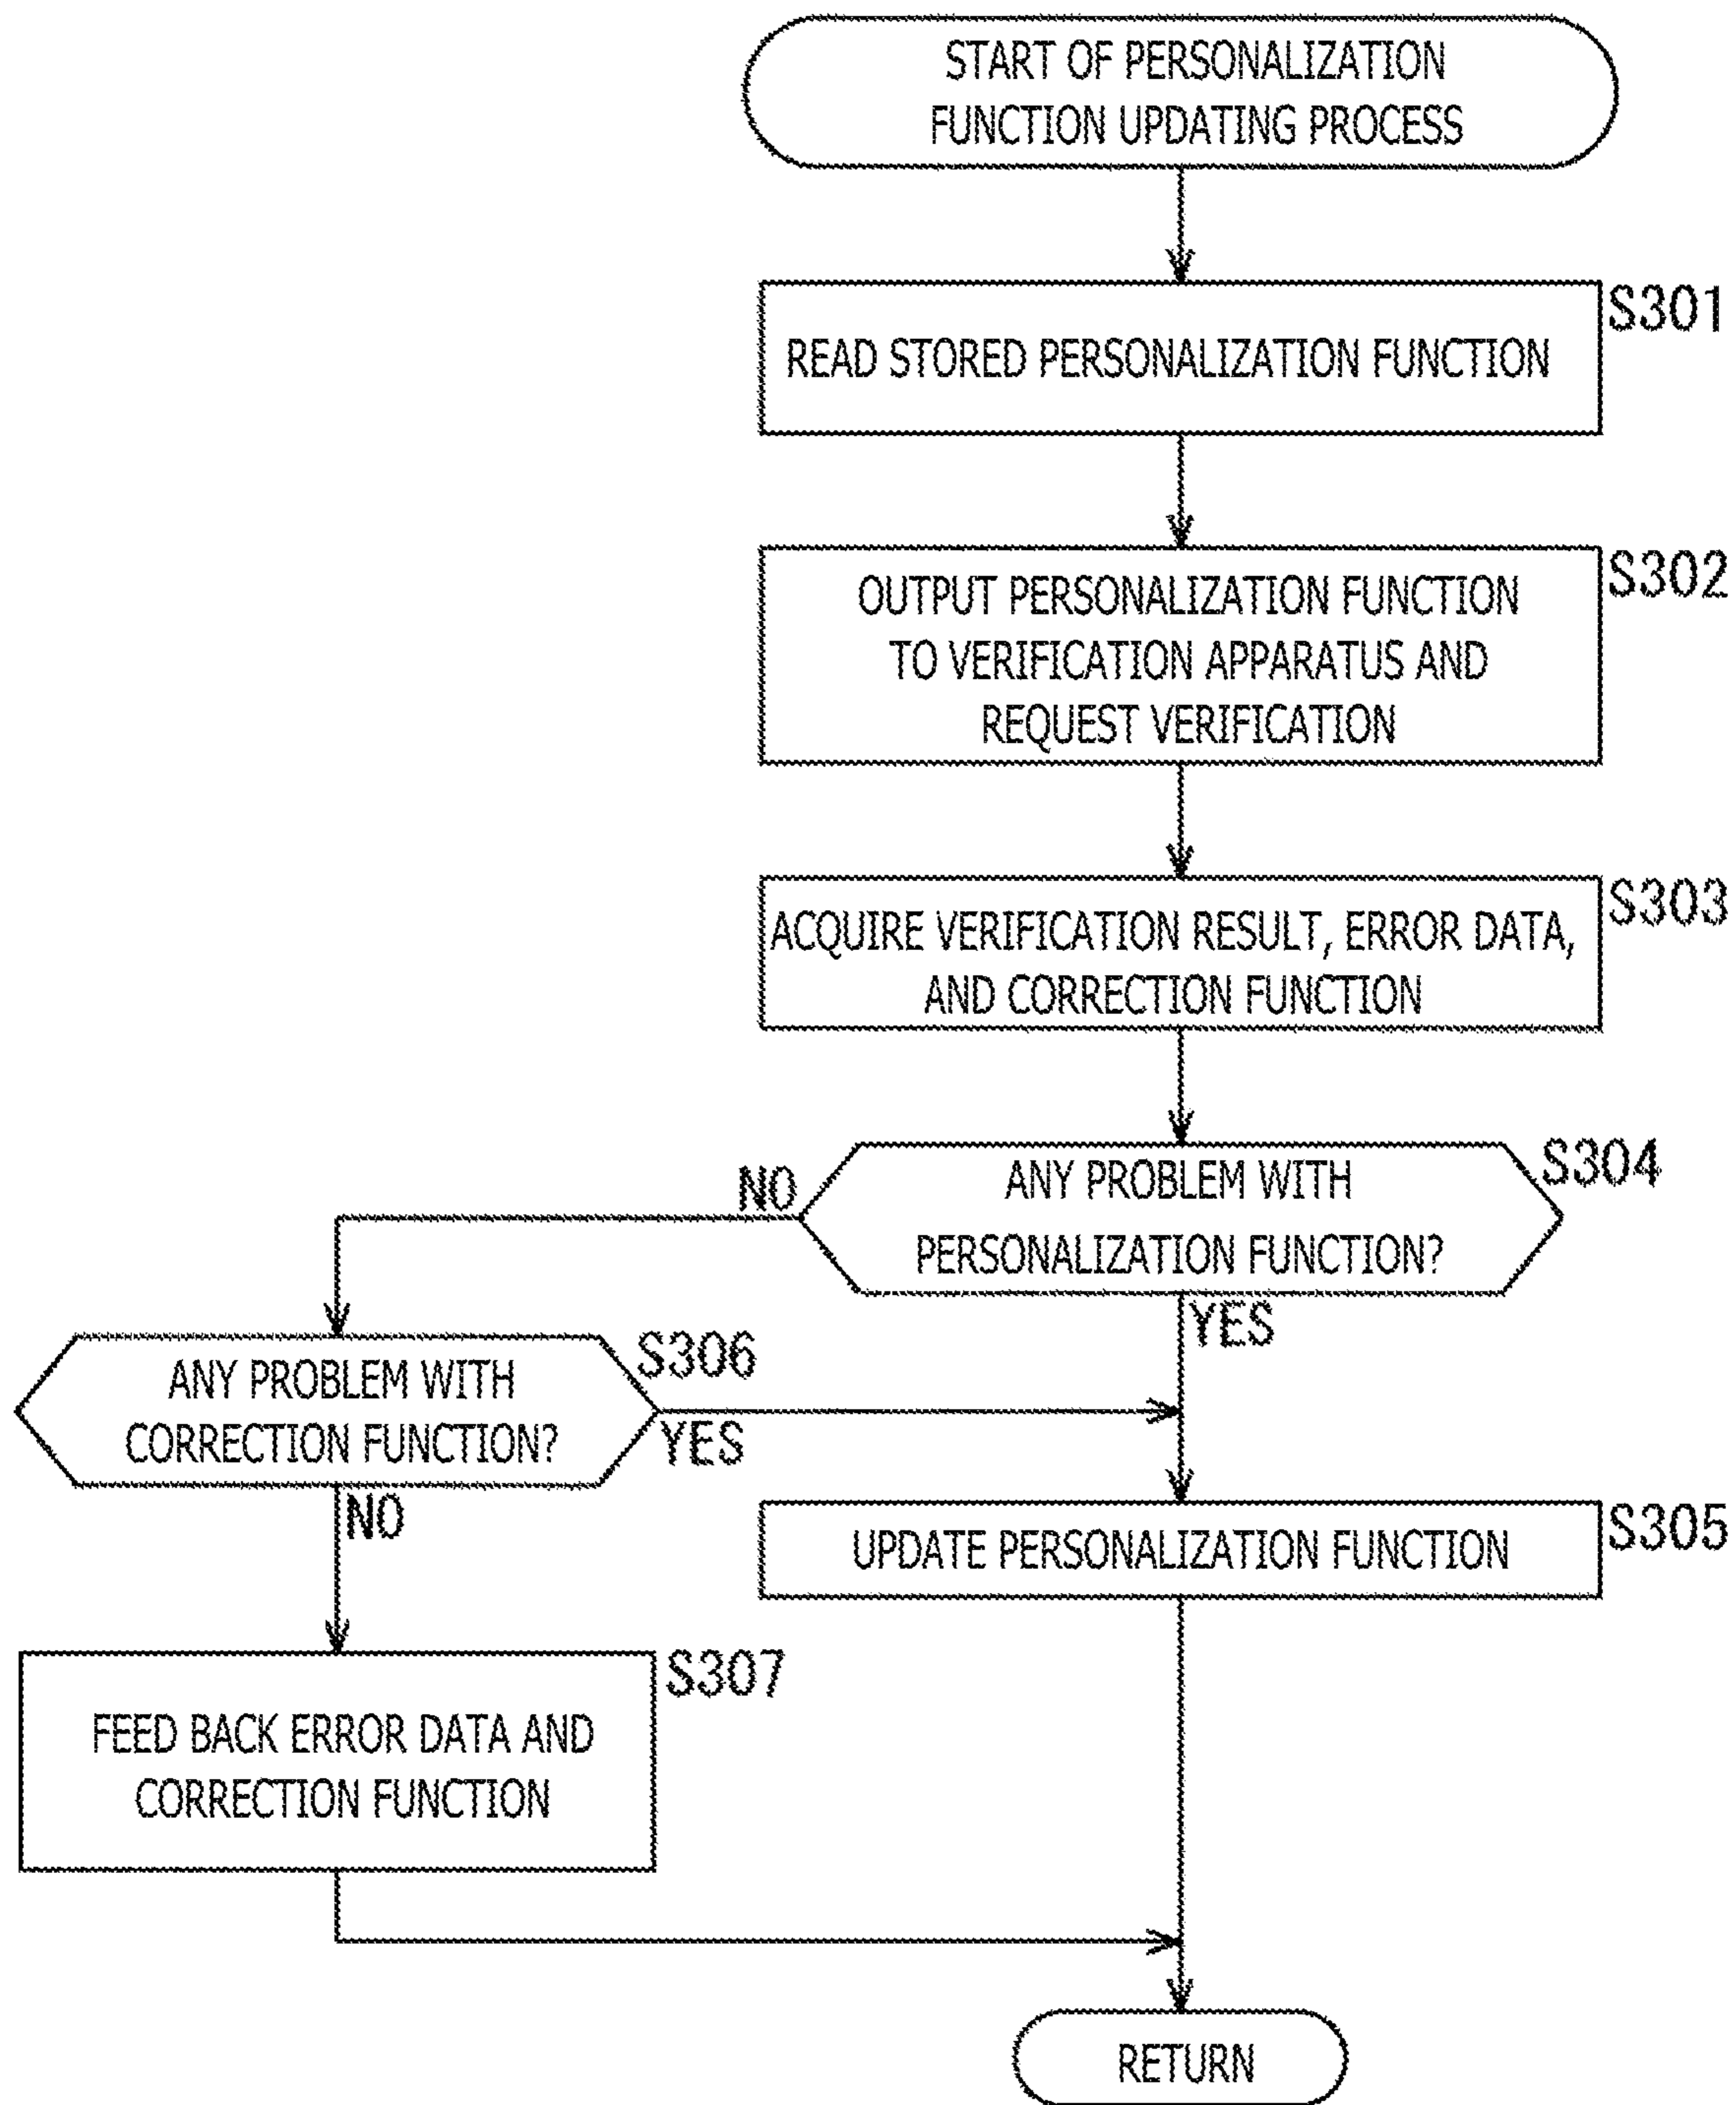 START OF PERSONALIZATION
FUNCTION UPDATING PROCESS
S301
READ STORED PERSONALIZATION FUNCTION
S302
OUTPUT PERSONALIZATION FUNCTION
TO VERIFICATION APPARATUS AND
REQUEST VERIFICATION
S303
ACQUIRE VERIFICATION RESULT, ERROR DATA,
AND CORRECTION FUNCTION
S304
ANY PROBLEM WITH
PERSONALIZATION FUNCTION?
NO
YES
S306
ANY PROBLEM WITH
CORRECTION FUNCTION?
YES
NO
S305
UPDATE PERSONALIZATION FUNCTION
S307
FEED BACK ERROR DATA AND
CORRECTION FUNCTION
RETURN